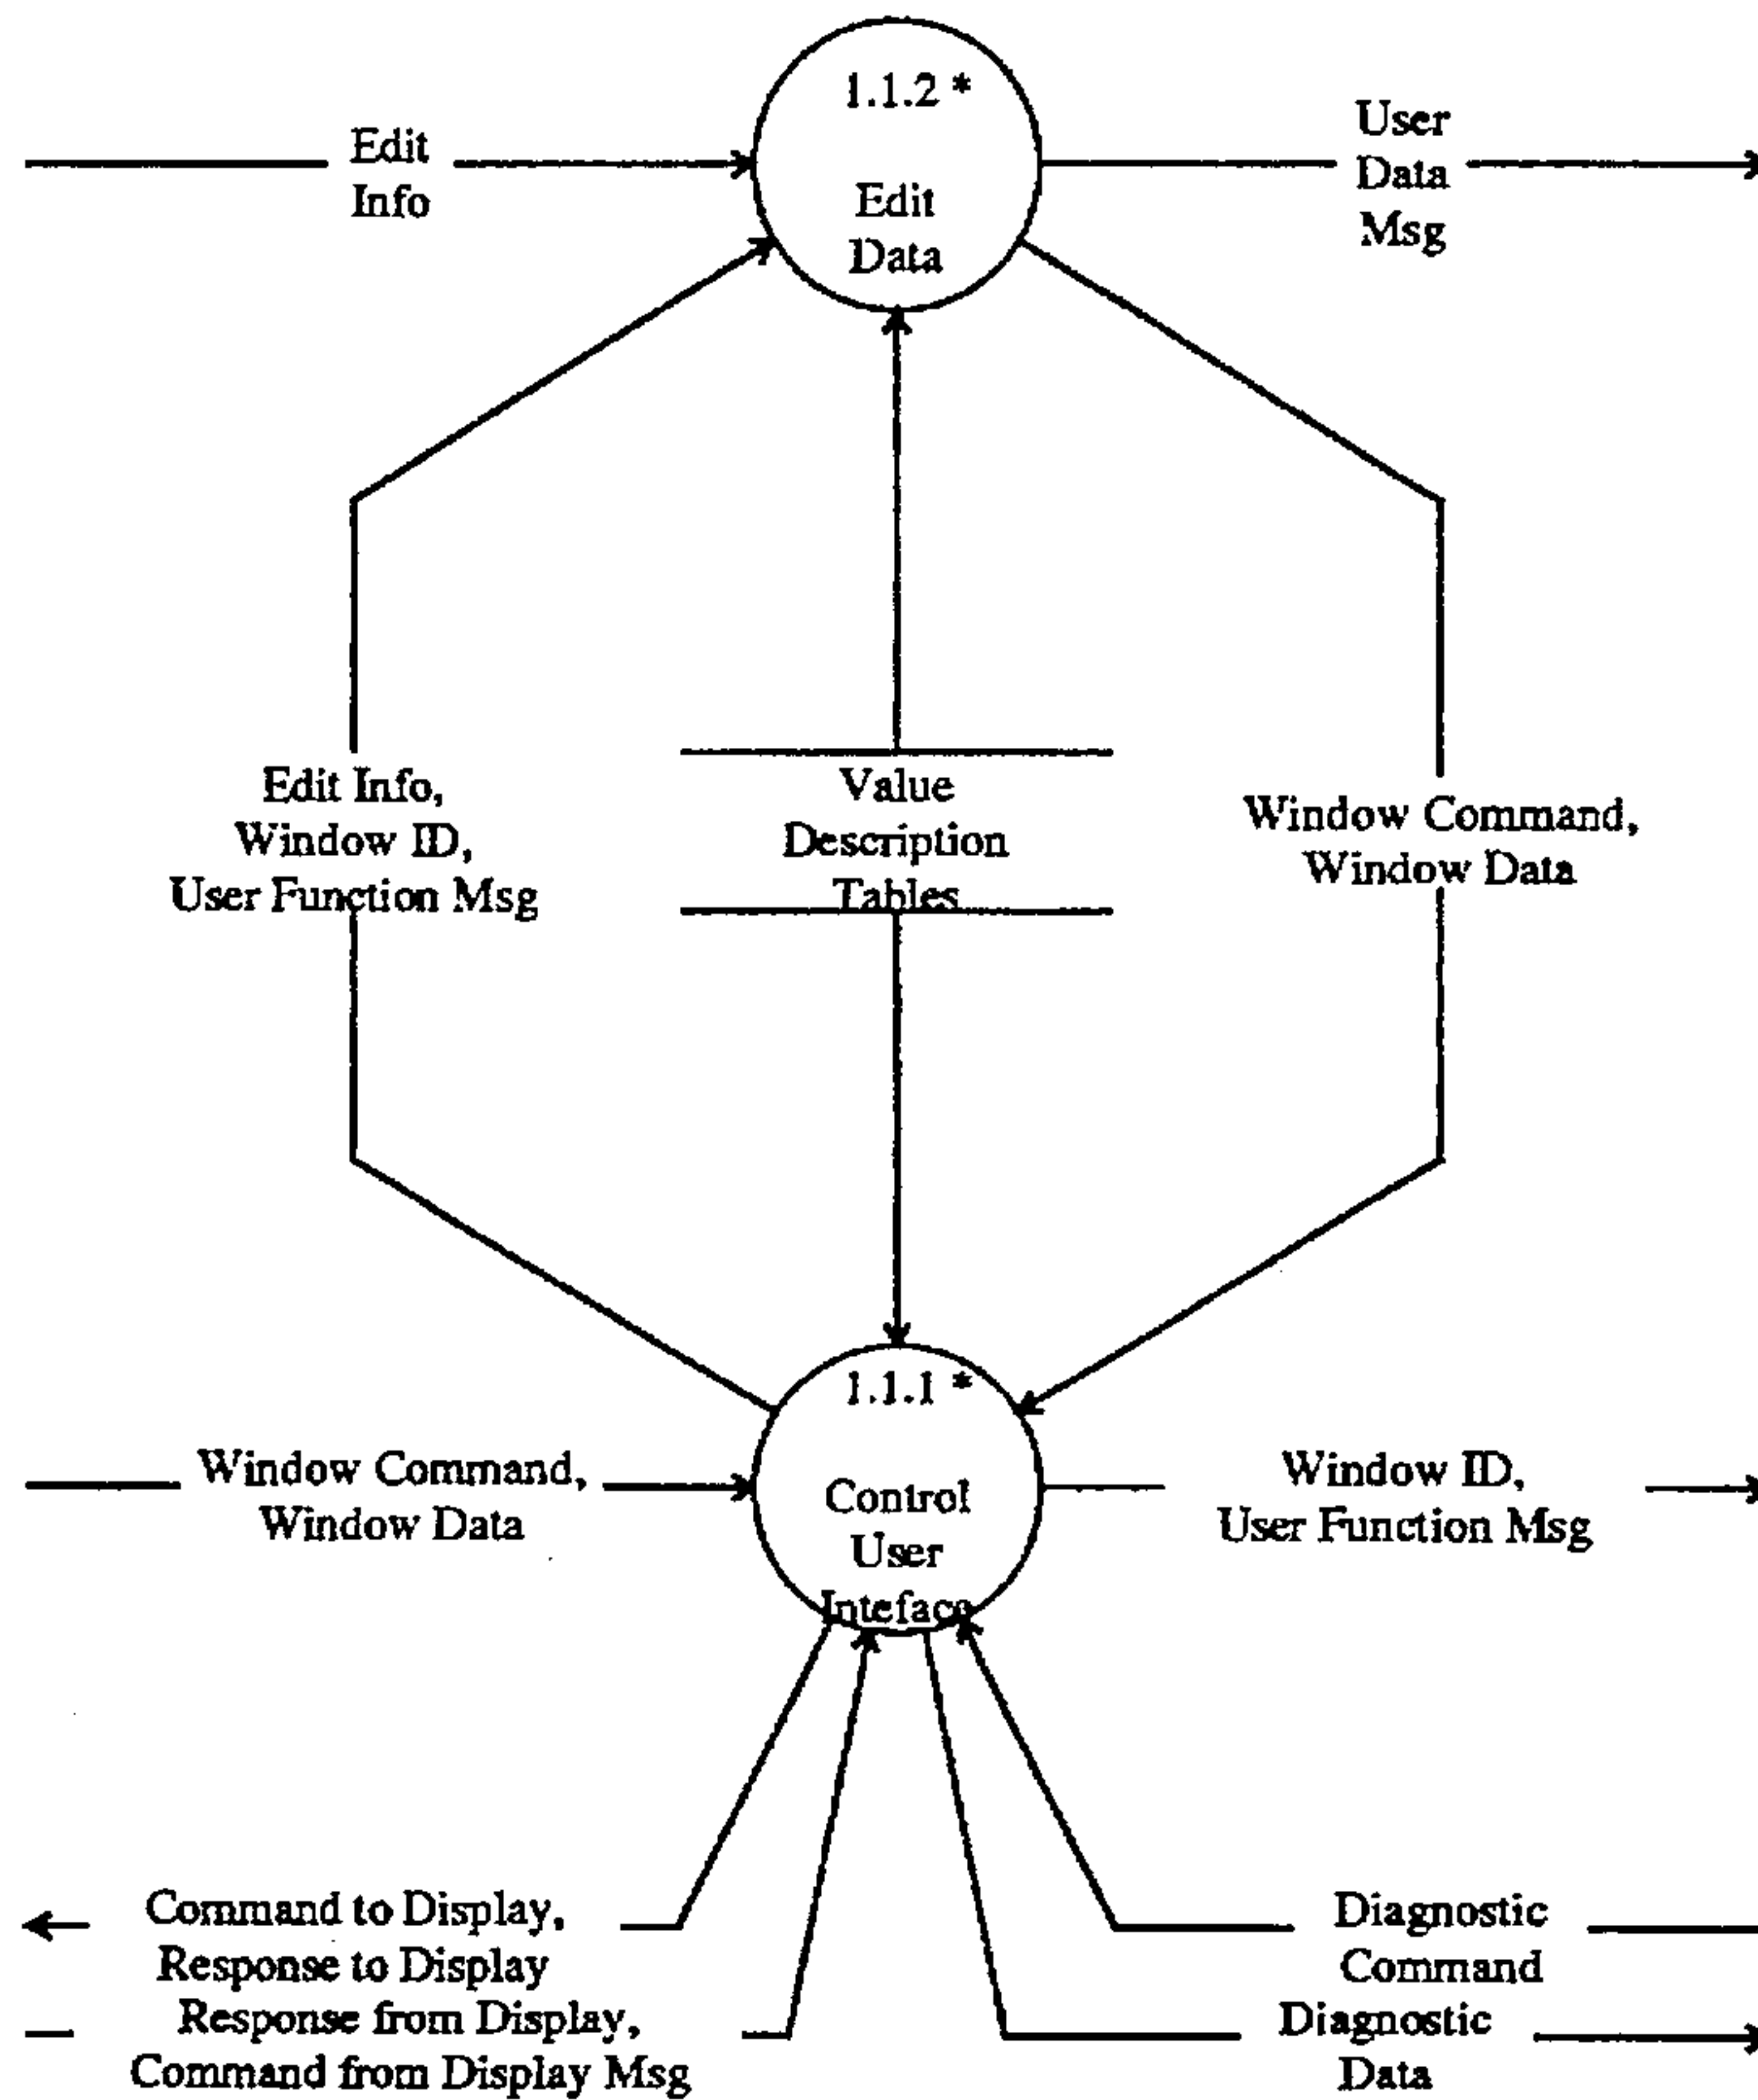 1.1.2 *
Edit
Info
Edit
Data
User
Data
Msg
Edit Info,
Window ID,
User Function Msg
Value
Description
Tables
Window Command,
Window Data
1.1.1 *
Window Command,
Window Data
Control
User
Inteface
Window ID,
User Function Msg
Command to Display,
Response to Display
Response from Display,
Command from Display Msg
Diagnostic
Command
Diagnostic
Data